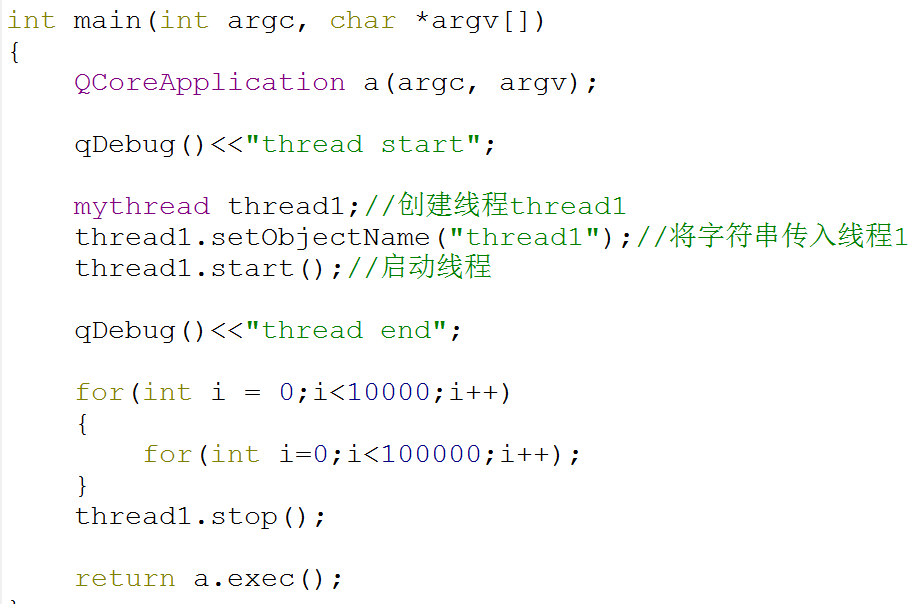 int main(int argc, char *argv[])
{
    QCoreApplication a(argc, argv);
    qDebug()<<"thread start";
    mythread thread1;//创建线程thread1
    thread1.setObjectName("thread1");//将字符串传入线程1
    thread1.start();//启动线程
    qDebug()<<"thread end";
    for(int i = 0;i<10000;i++)
    {
        for(int i=0;i<100000;i++);
    }
    thread1.stop();
    return a.exec();